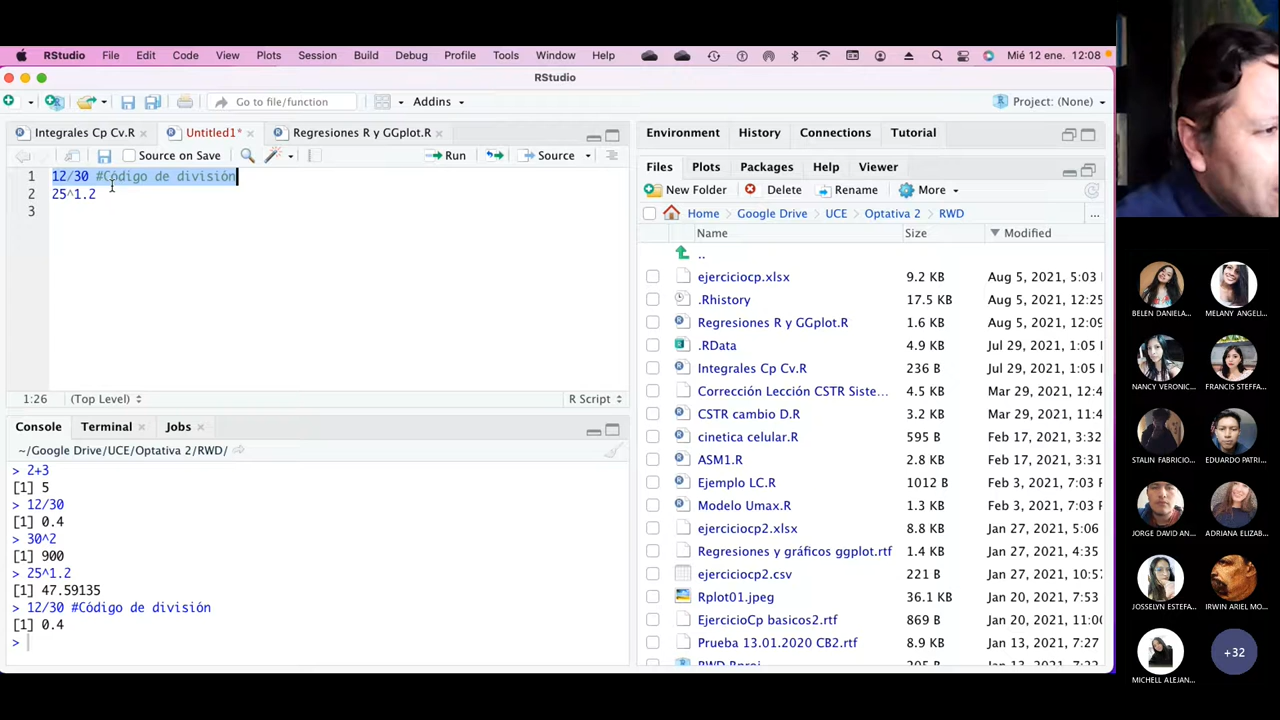 RStudio File Edit Code View Plots Session Build Debug Profile Tools Window Help Mié 12 ene. 12:08
RStudio
Go to file/function Addins Project: (None)
Integrales Cp Cv.R Untitled1* Regresiones R y GGplot.R
Source on Save Run Source
1 12/30 #Código de división
2 25^1.2
3
1:26 (Top Level) R Script
Console Terminal Jobs
~/Google Drive/UCE/Optativa 2/RWD/
> 2+3
[1] 5
> 12/30
[1] 0.4
> 30^2
[1] 900
> 25^1.2
[1] 47.59135
> 12/30 #Código de división
[1] 0.4
>
Environment History Connections Tutorial
Files Plots Packages Help Viewer
New Folder Delete Rename More
Home Google Drive UCE Optativa 2 RWD ...
Name Size Modified
..
ejerciciocp.xlsx 9.2 KB Aug 5, 2021, 5:03
.Rhistory 17.5 KB Aug 5, 2021, 12:25
Regresiones R y GGplot.R 1.6 KB Aug 5, 2021, 12:09
.RData 4.9 KB Jul 29, 2021, 1:05
Integrales Cp Cv.R 236 B Jul 29, 2021, 1:05
Corrección Lección CSTR Siste... 4.5 KB Mar 29, 2021, 12:4
CSTR cambio D.R 3.2 KB Mar 29, 2021, 11:4
cinetica celular.R 595 B Feb 17, 2021, 3:32
ASM1.R 2.8 KB Feb 17, 2021, 3:31
Ejemplo LC.R 1012 B Feb 3, 2021, 7:03
Modelo Umax.R 1.3 KB Feb 3, 2021, 7:03
ejerciciocp2.xlsx 8.8 KB Jan 27, 2021, 5:06
Regresiones y gráficos ggplot.rtf 1.4 KB Jan 27, 2021, 4:35
ejerciciocp2.csv 221 B Jan 27, 2021, 10:57
Rplot01.jpeg 36.1 KB Jan 20, 2021, 7:53
EjercicioCp basicos2.rtf 869 B Jan 20, 2021, 11:00
Prueba 13.01.2020 CB2.rtf 8.9 KB Jan 13, 2021, 7:27
BELEN DANIELA... MELANY ANGELI...
NANCY VERONIC... FRANCIS STEFFA...
STALIN FABRICIO... EDUARDO PATRI...
JORGE DAVID AN... ADRIANA ELIZAB...
JOSSELYN ESTEFA... IRWIN ARIEL MO...
MICHELL ALEJAN... +32